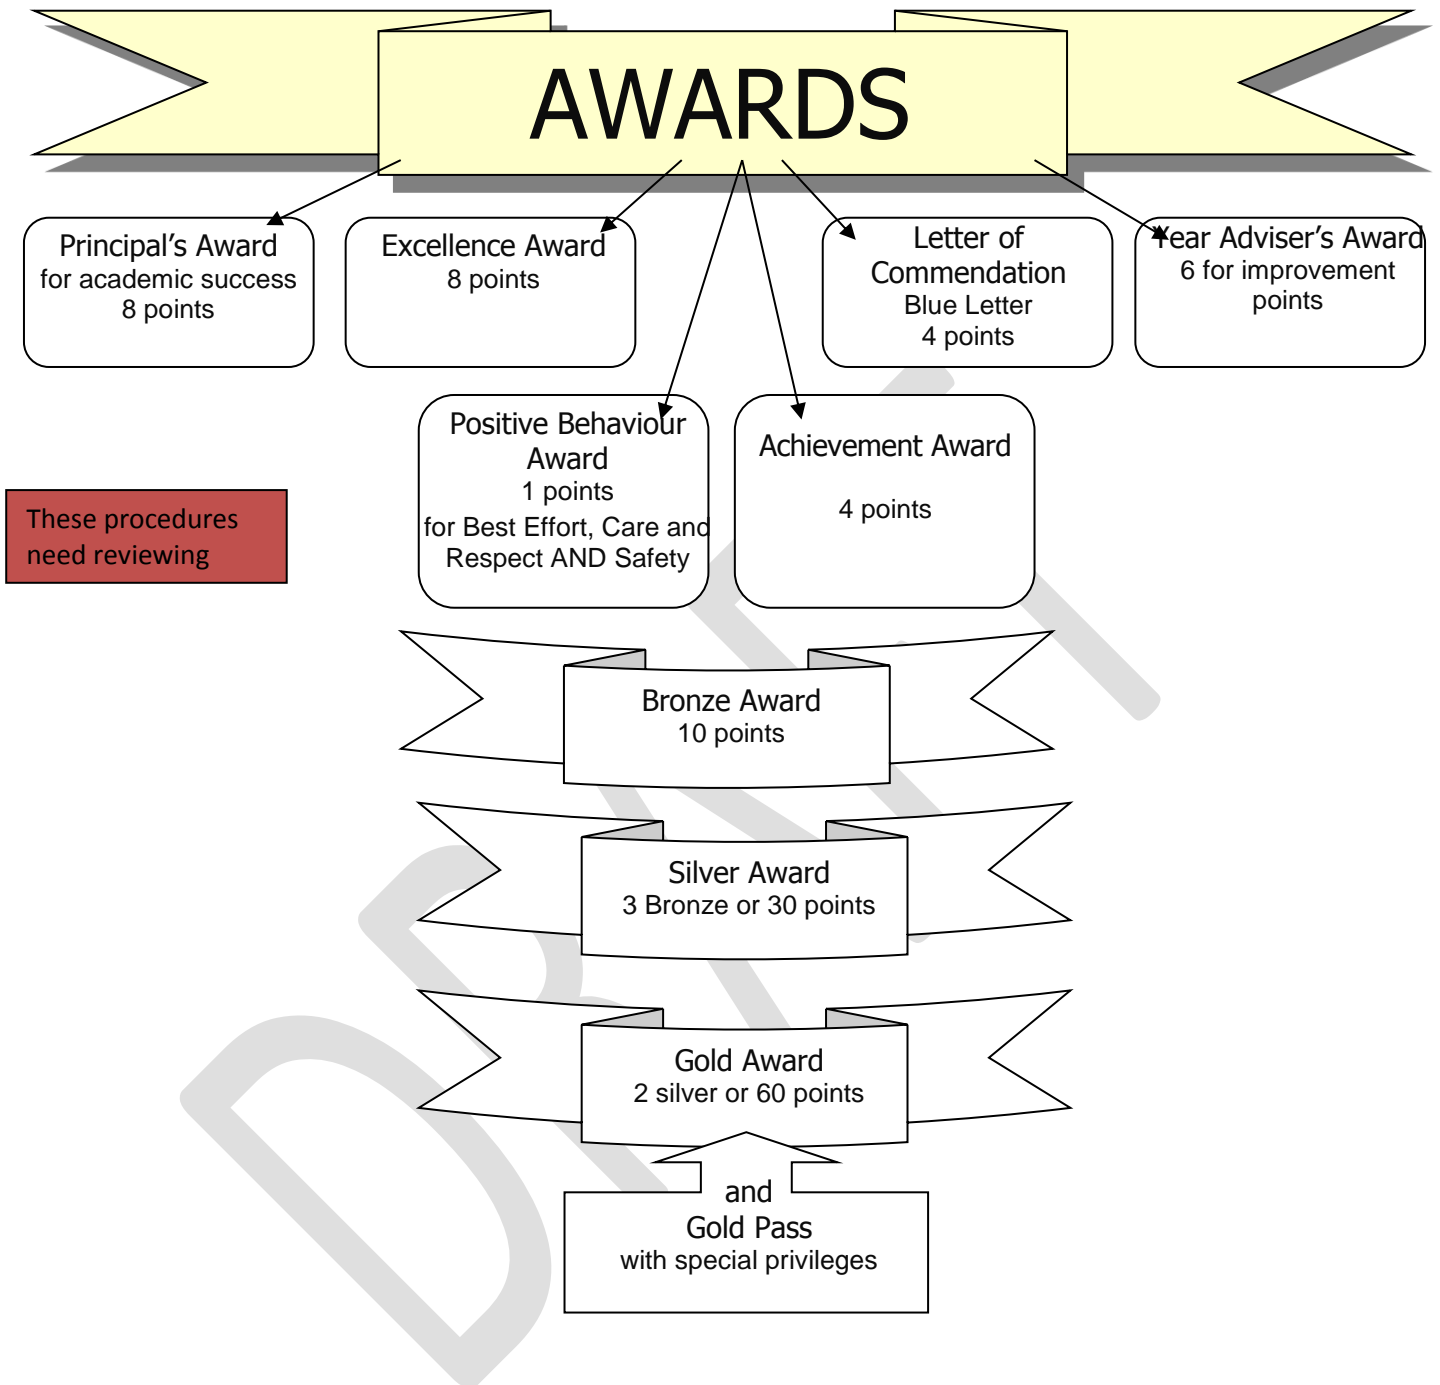 AWARDS
Principal's Award
for academic success
8 points
Excellence Award
8 points
Letter of
Commendation
Blue Letter
4 points
Year Adviser's Award
6 for improvement
points
Positive Behaviour
Award
1 points
for Best Effort, Care and
Respect AND Safety
Achievement Award
4 points
These procedures
need reviewing
Bronze Award
10 points
Silver Award
3 Bronze or 30 points
Gold Award
2 silver or 60 points
and
Gold Pass
with special privileges
DRAFT